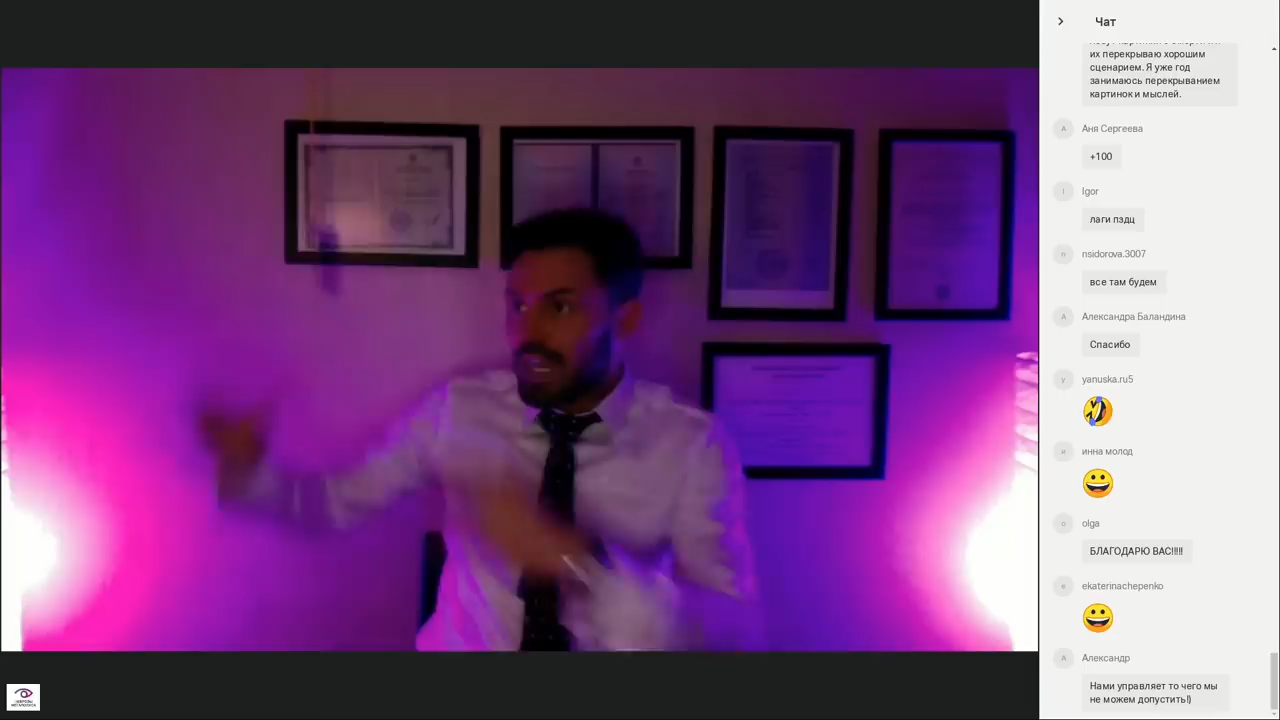 Чат
их перекрываю хорошим
сценарием. Я уже год
занимаюсь перекрыванием
картинок и мыслей.
А
Аня Сергеева
+100
I
Igor
лаги пздц
n
nsidorova.3007
все там будем
А
Александра Баландина
Спасибо
y
yanuska.ru5
и
инна молод
o
olga
БЛАГОДАРЮ ВАС!!!!!
e
ekaterinachepenko
А
Александр
Нами управляет то чего мы
не можем допустить!)